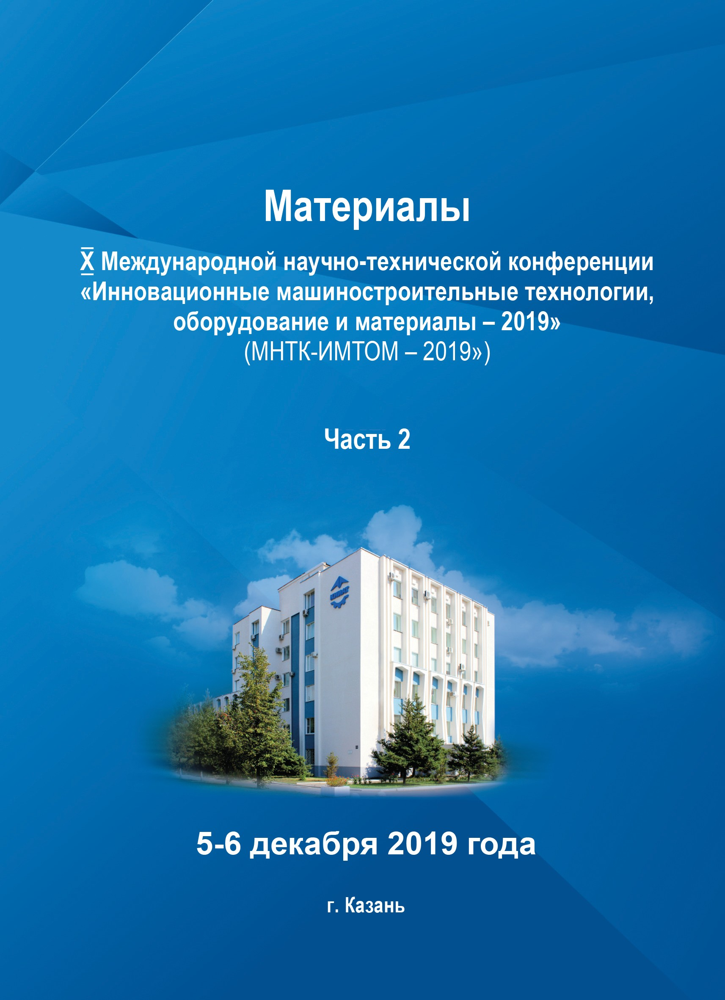 Материалы
X Международной научно-технической конференции
«Инновационные машиностроительные технологии,
оборудование и материалы – 2019»
(МНТК-ИМТОМ – 2019»)
Часть 2
КНИАТ
5-6 декабря 2019 года
г. Казань